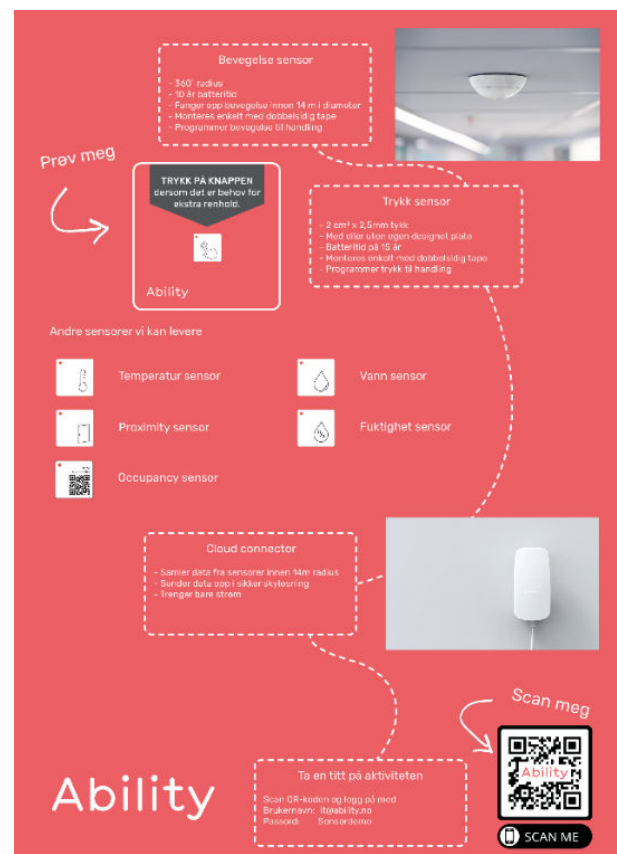 Bevegelse sensor
- 360° radius
- 10 år batteritid
- Fanger opp bevegelse innen 14 m i diameter
- Monteres enkelt med dobbelsidig tape
- Programmer bevegelse til handling
Prøv meg
TRYKK PÅ KNAPPEN
dersom det er behov for
ekstra renhold.
Ability
Trykk sensor
- 2 cm² x 2,5mm tykk
- Med eller uten egen designet plate
- Batteritid på 15 år
- Monteres enkelt med dobbelsidig tape
- Programmer trykk til handling
Andre sensorer vi kan levere
Temperatur sensor
Vann sensor
Proximity sensor
Fuktighet sensor
Occupancy sensor
Cloud connector
- Samler data fra sensorer innen 14m radius
- Sender data opp i sikker skyløsning
- Trenger bare strøm
Scan meg
Ability
Ta en titt på aktiviteten
Scan QR-koden og logg på med
Brukernavn: it@ability.no
Passord: Sensordemo
Ability
SCAN ME